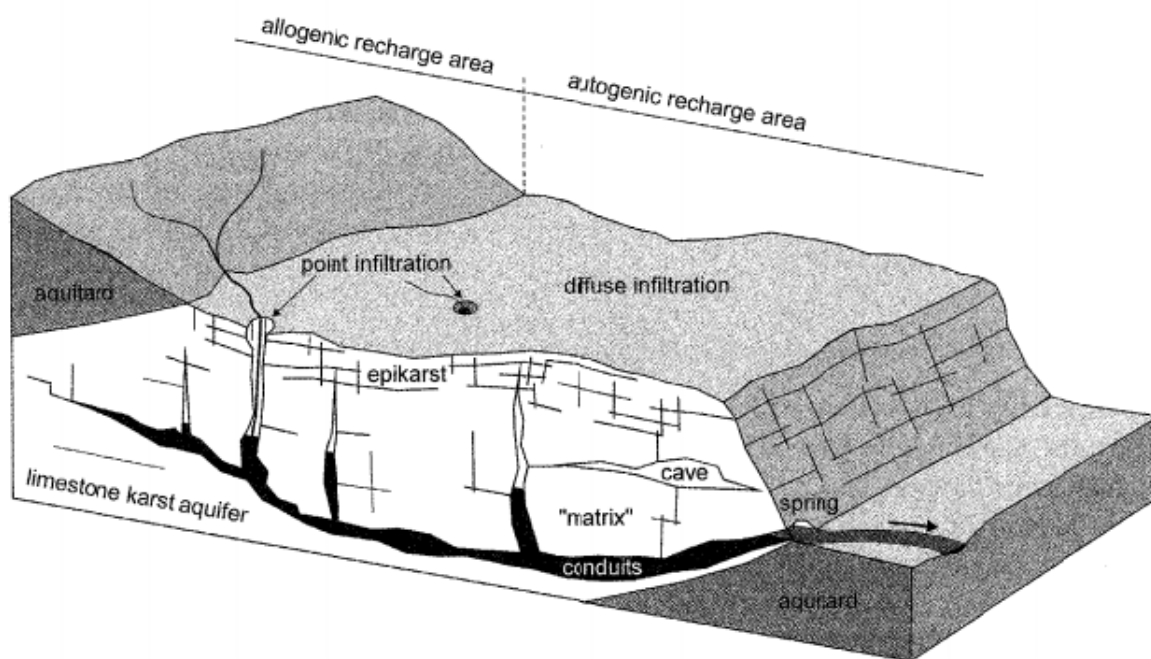 allogenic recharge area
autogenic recharge area
point infiltration
aquitard
diffuse infiltration
epikarst
cave
limestone karst aquifer
spring
"matrix"
conduits
aquitard